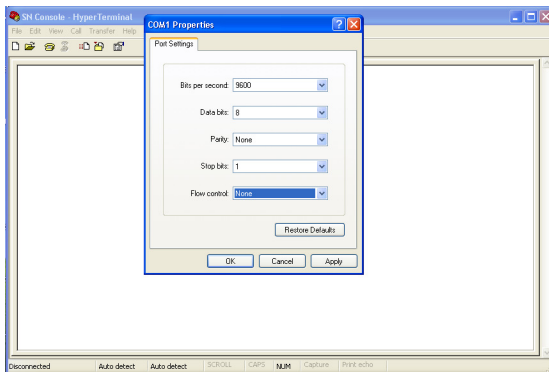 SN Console - HyperTerminal
File Edit View Call Transfer Help
COM1 Properties
Port Settings
Bits per second: 9600
Data bits: 8
Parity: None
Stop bits: 1
Flow control: None
Restore Defaults
OK Cancel Apply
Disconnected Auto detect Auto detect SCROLL CAPS NUM Capture Print echo